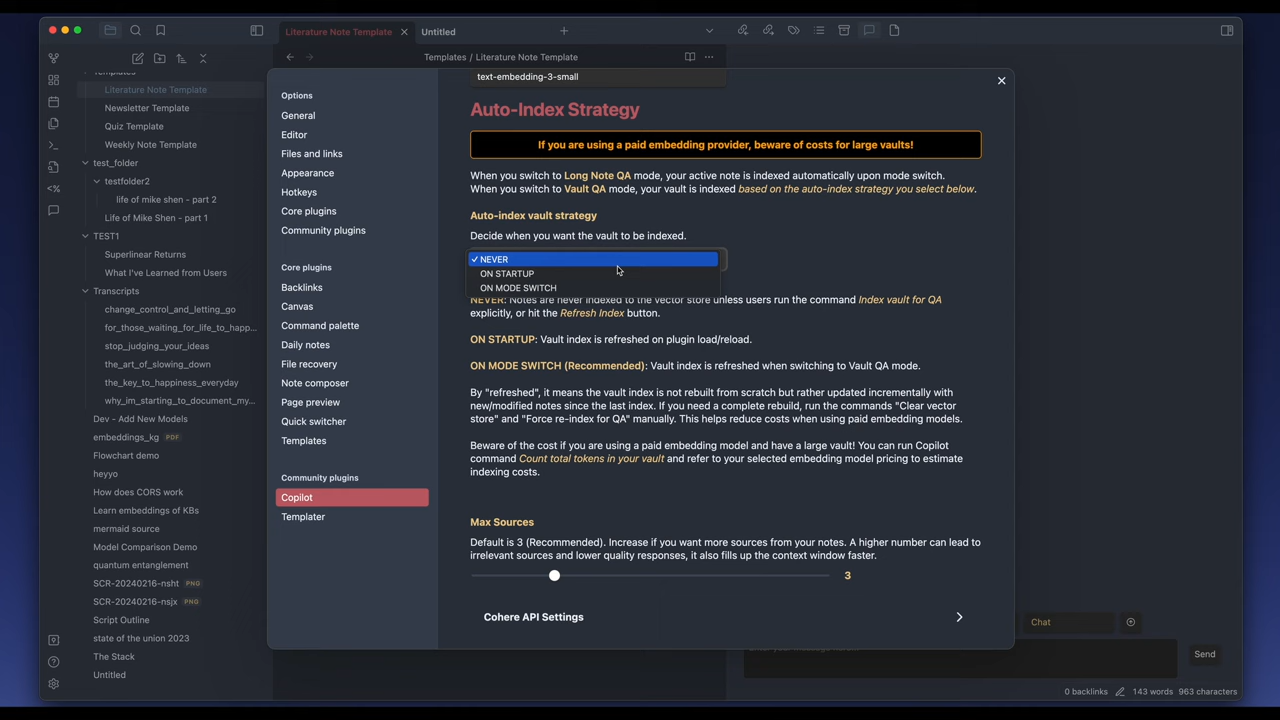 Literature Note Template
Untitled
Templates / Literature Note Template
Templates
Literature Note Template
Newsletter Template
Quiz Template
Weekly Note Template
test_folder
testfolder2
life of mike shen - part 2
Life of Mike Shen - part 1
TEST1
Superlinear Returns
What I've Learned from Users
Transcripts
change_control_and_letting_go
for_those_waiting_for_life_to_happ...
stop_judging_your_ideas
the_art_of_slowing_down
the_key_to_happiness_everyday
why_im_starting_to_document_my...
Dev - Add New Models
embeddings_kg PDF
Flowchart demo
heyyo
How does CORS work
Learn embeddings of KBs
mermaid source
Model Comparison Demo
quantum entanglement
SCR-20240216-nsht PNG
SCR-20240216-nsjx PNG
Script Outline
state of the union 2023
The Stack
Untitled
Options
General
Editor
Files and links
Appearance
Hotkeys
Core plugins
Community plugins
Core plugins
Backlinks
Canvas
Command palette
Daily notes
File recovery
Note composer
Page preview
Quick switcher
Templates
Community plugins
Copilot
Templater
text-embedding-3-small
Auto-Index Strategy
If you are using a paid embedding provider, beware of costs for large vaults!
When you switch to Long Note QA mode, your active note is indexed automatically upon mode switch.
When you switch to Vault QA mode, your vault is indexed based on the auto-index strategy you select below.
Auto-index vault strategy
Decide when you want the vault to be indexed.
✓ NEVER
ON STARTUP
ON MODE SWITCH
NEVER: Notes are never indexed to the vector store unless users run the command Index vault for QA
explicitly, or hit the Refresh Index button.
ON STARTUP: Vault index is refreshed on plugin load/reload.
ON MODE SWITCH (Recommended): Vault index is refreshed when switching to Vault QA mode.
By "refreshed", it means the vault index is not rebuilt from scratch but rather updated incrementally with
new/modified notes since the last index. If you need a complete rebuild, run the commands "Clear vector
store" and "Force re-index for QA" manually. This helps reduce costs when using paid embedding models.
Beware of the cost if you are using a paid embedding model and have a large vault! You can run Copilot
command Count total tokens in your vault and refer to your selected embedding model pricing to estimate
indexing costs.
Max Sources
Default is 3 (Recommended). Increase if you want more sources from your notes. A higher number can lead to
irrelevant sources and lower quality responses, it also fills up the context window faster.
3
Cohere API Settings
Chat
Send
0 backlinks 143 words 963 characters